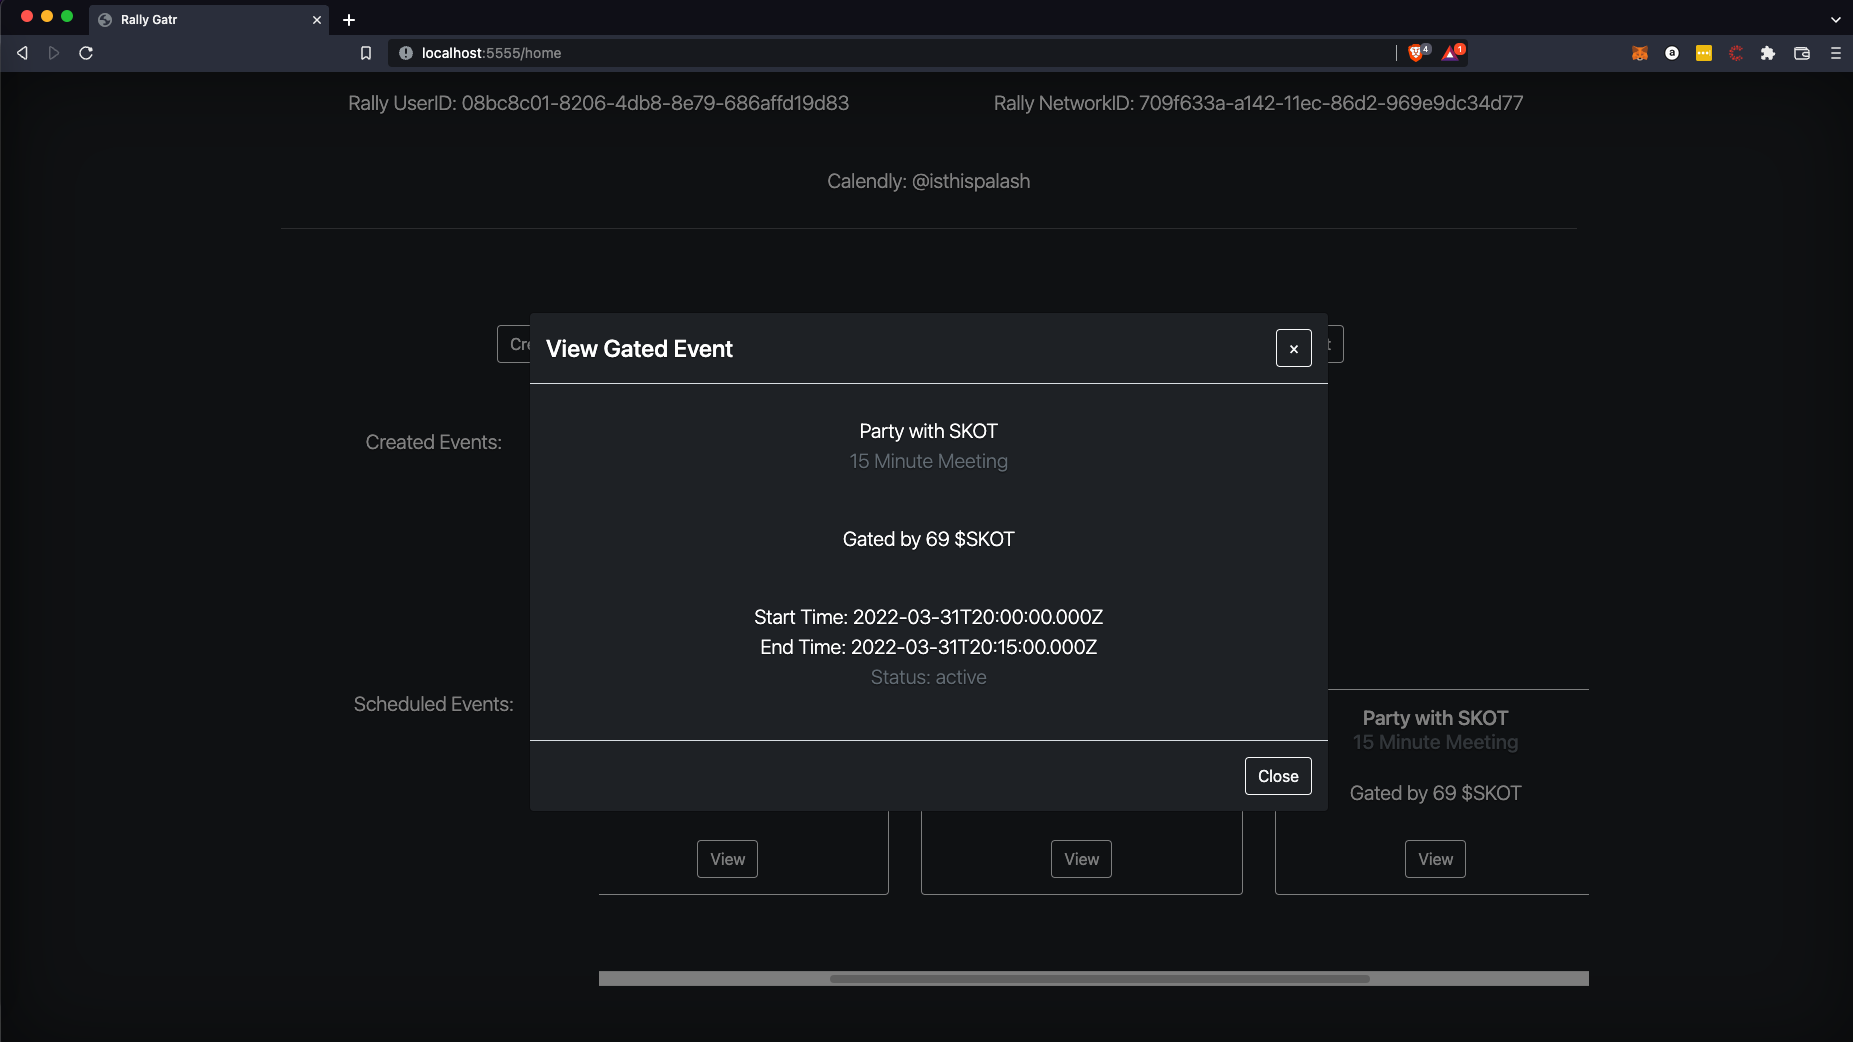 Rally Gatr
localhost:5555/home
4
1
a
Rally UserID: 08bc8c01-8206-4db8-8e79-686affd19d83
Rally NetworkID: 709f633a-a142-11ec-86d2-969e9dc34d77
Calendly: @isthispalash
Cre
View Gated Event
×
t
Party with SKOT
15 Minute Meeting
Created Events:
Gated by 69 $SKOT
Start Time: 2022-03-31T20:00:00.000Z
End Time: 2022-03-31T20:15:00.000Z
Status: active
Scheduled Events:
Party with SKOT
15 Minute Meeting
Close
Gated by 69 $SKOT
View
View
View